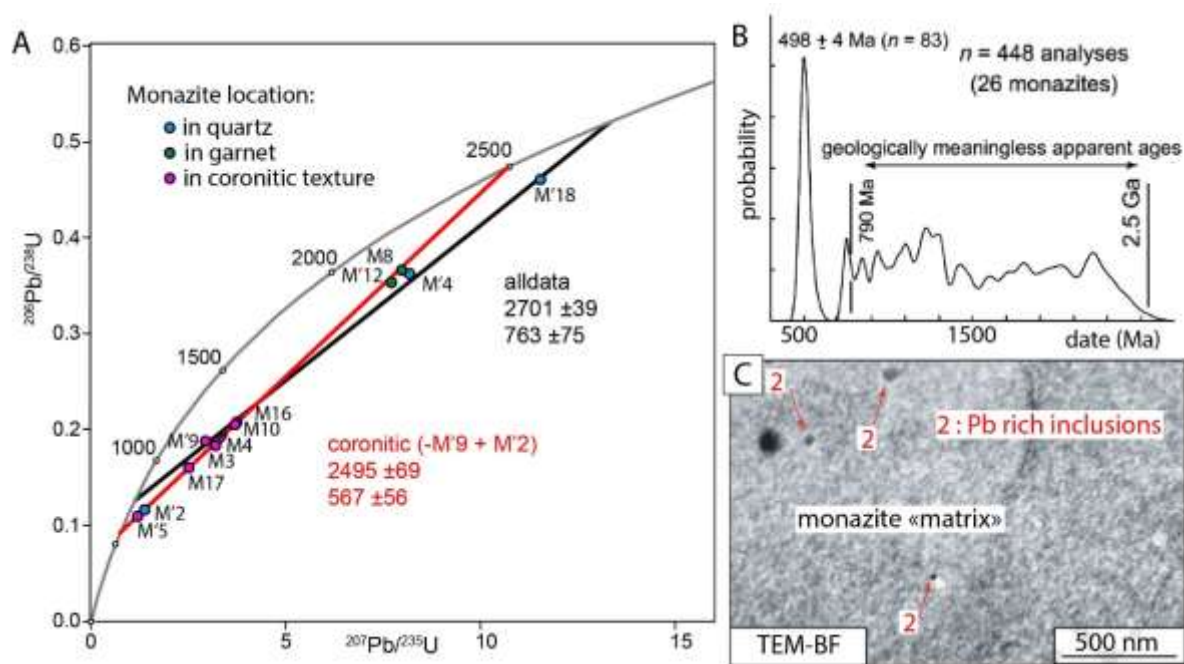 A
0.6
0.5
0.4
0.3
0.2
0.1
0.0
206Pb/238U
0
5
10
15
207Pb/235U
Monazite location:
in quartz
in garnet
in coronitic texture
2500
2000
1500
1000
M'18
M8
M'12
M'4
M16
M10
M'9
M4
M3
M17
M'2
M'5
alldata
2701 ±39
763 ±75
coronitic (-M'9 + M'2)
2495 ±69
567 ±56
B
498 ± 4 Ma (n = 83)
n = 448 analyses
(26 monazites)
geologically meaningless apparent ages
790 Ma
2.5 Ga
probability
500
1500
date (Ma)
C
2
2
2 : Pb rich inclusions
monazite «matrix»
2
TEM-BF
500 nm